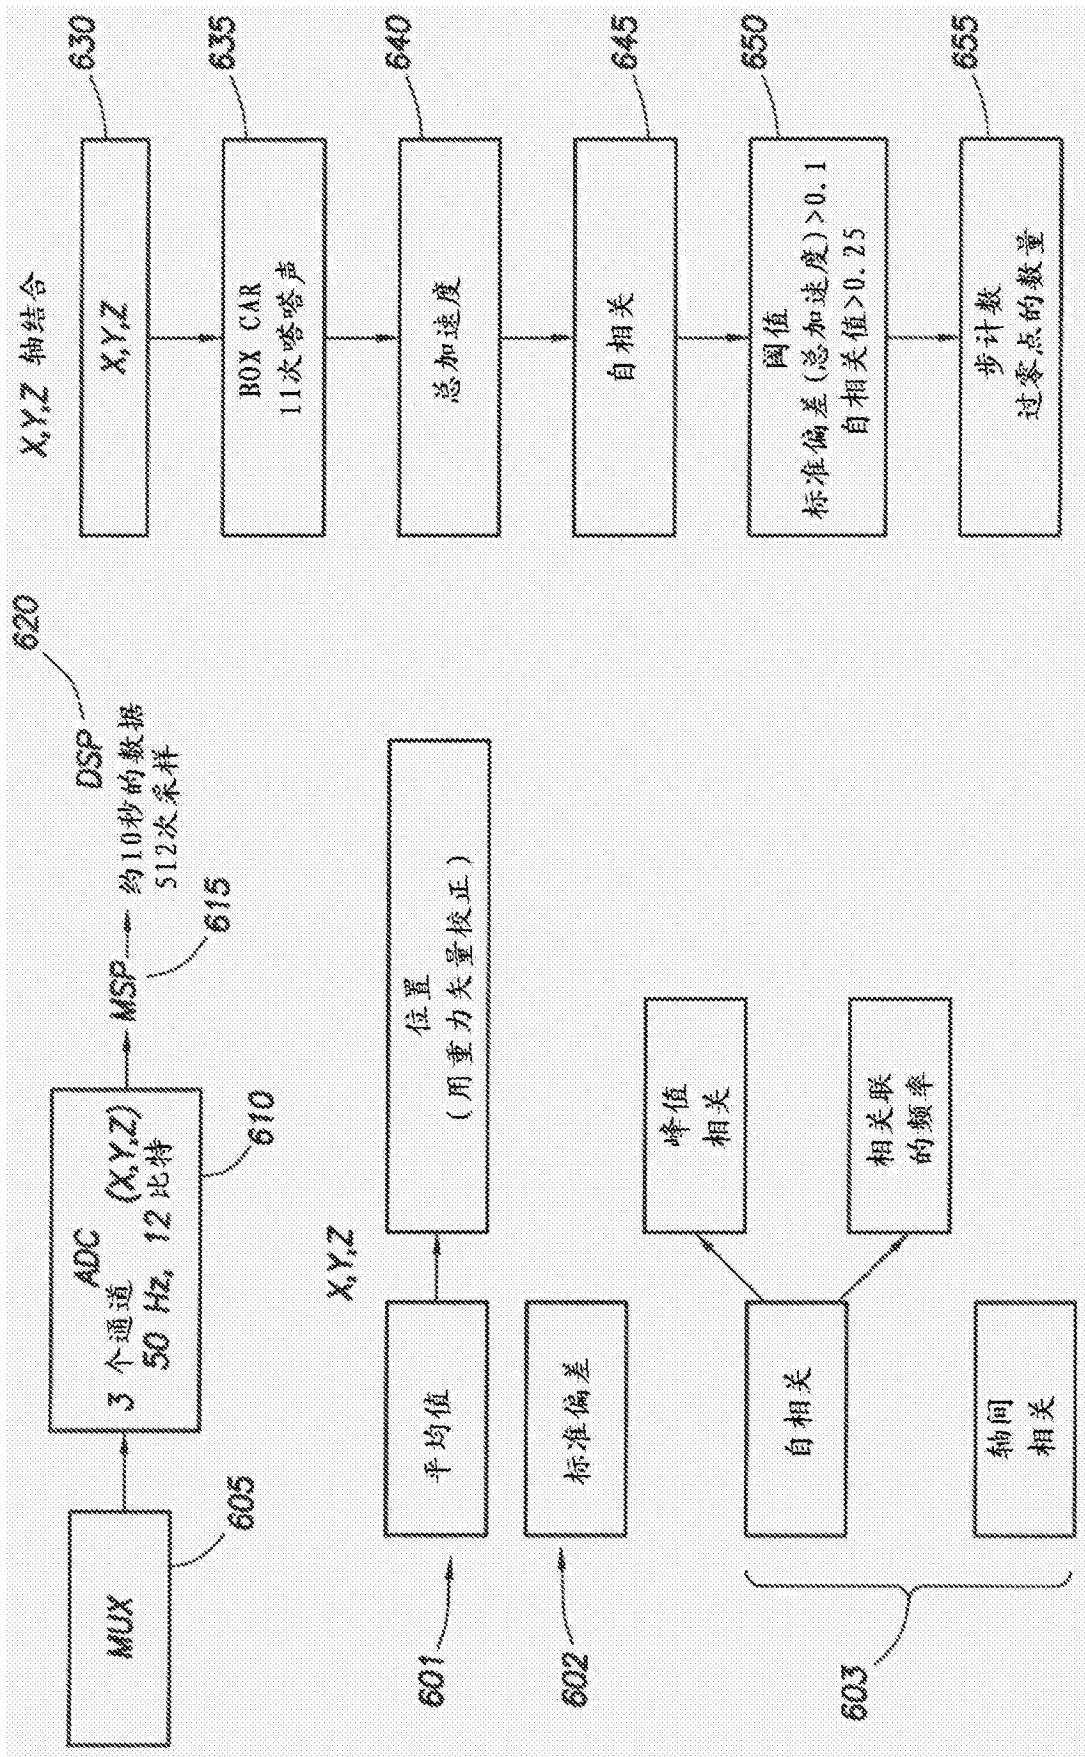 MUX
605
ADC
3 个通道 (X,Y,Z)
50 Hz, 12 比特
610
MSP
615
DSP
620
约10秒的数据
512次采样
X,Y,Z
601
平均值
位置
(用重力矢量校正)
602
标准偏差
603
自相关
峰值
相关
相关联
的频率
轴间
相关
X,Y,Z 轴结合
X,Y,Z
630
BOX CAR
11次嗒嗒声
635
总加速度
640
自相关
645
阈值
标准偏差(总加速度)>0.1
自相关值>0.25
650
步计数
过零点的数量
655